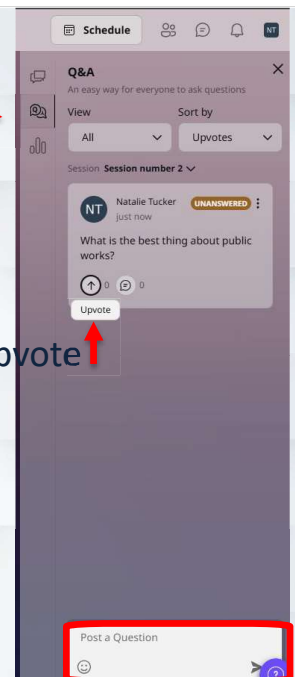 Schedule
NT
Q&A
An easy way for everyone to ask questions
View Sort by
All Upvotes
Session Session number 2
NT Natalie Tucker UNANSWERED
just now
What is the best thing about public
works?
0 0
Upvote
pvote
Post a Question
?